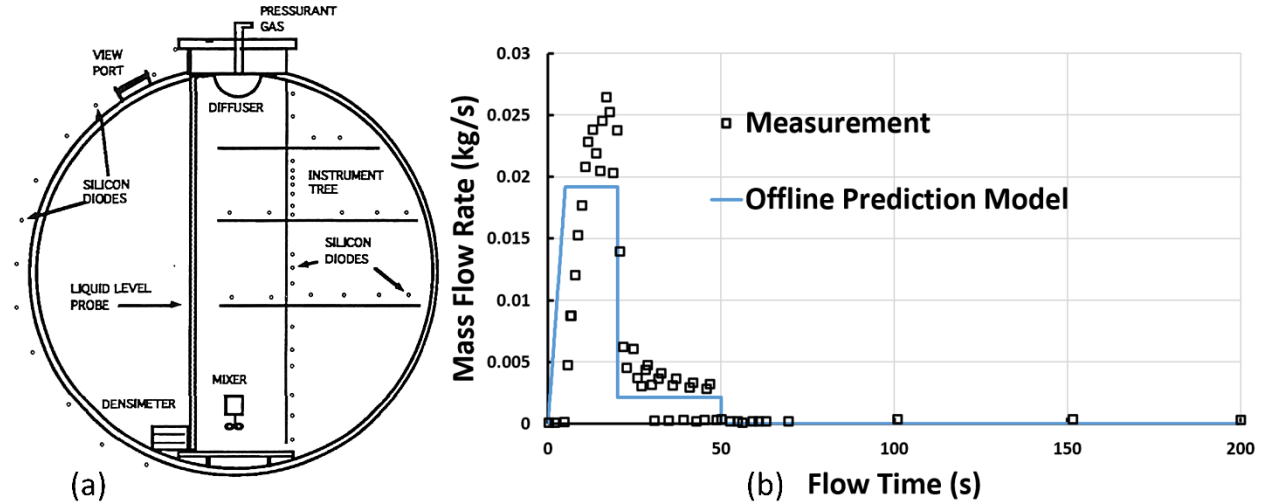 (a)
PRESSURANT
GAS
VIEW
PORT
DIFFUSER
SILICON
DIODES
INSTRUMENT
TREE
SILICON
DIODES
LIQUID LEVEL
PROBE
MIXER
DENSIMETER
(a)
Mass Flow Rate (kg/s)
0.03
0.025
0.02
0.015
0.01
0.005
0
Measurement
Offline Prediction Model
0
50
100
150
200
(b) Flow Time (s)